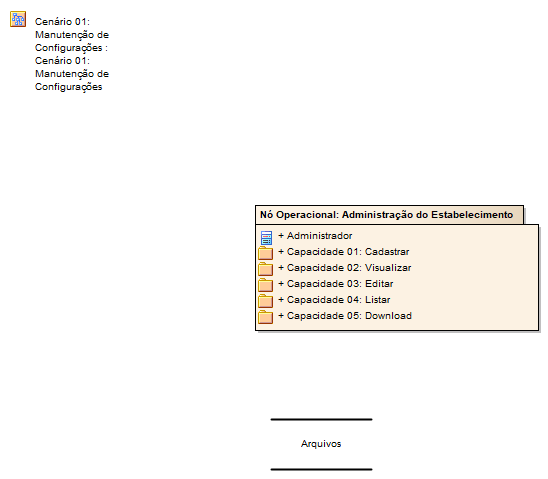 Cenário 01:
Manutenção de
Configurações :
Cenário 01:
Manutenção de
Configurações
Nó Operacional: Administração do Estabelecimento
+ Administrador
+ Capacidade 01: Cadastrar
+ Capacidade 02: Visualizar
+ Capacidade 03: Editar
+ Capacidade 04: Listar
+ Capacidade 05: Download
Arquivos